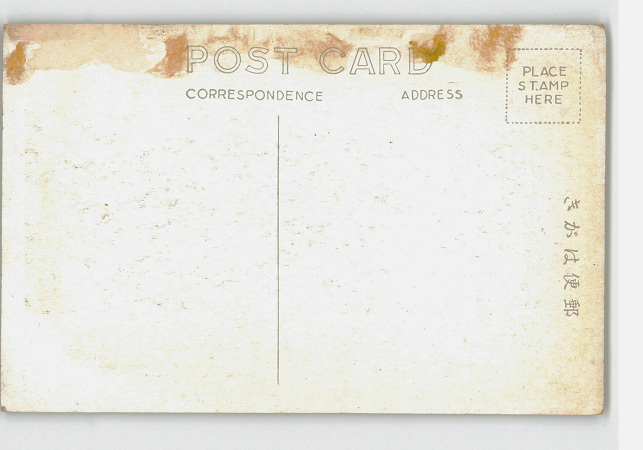 POST CARD
CORRESPONDENCE
ADDRESS
PLACE
STAMP
HERE
きがは便郵